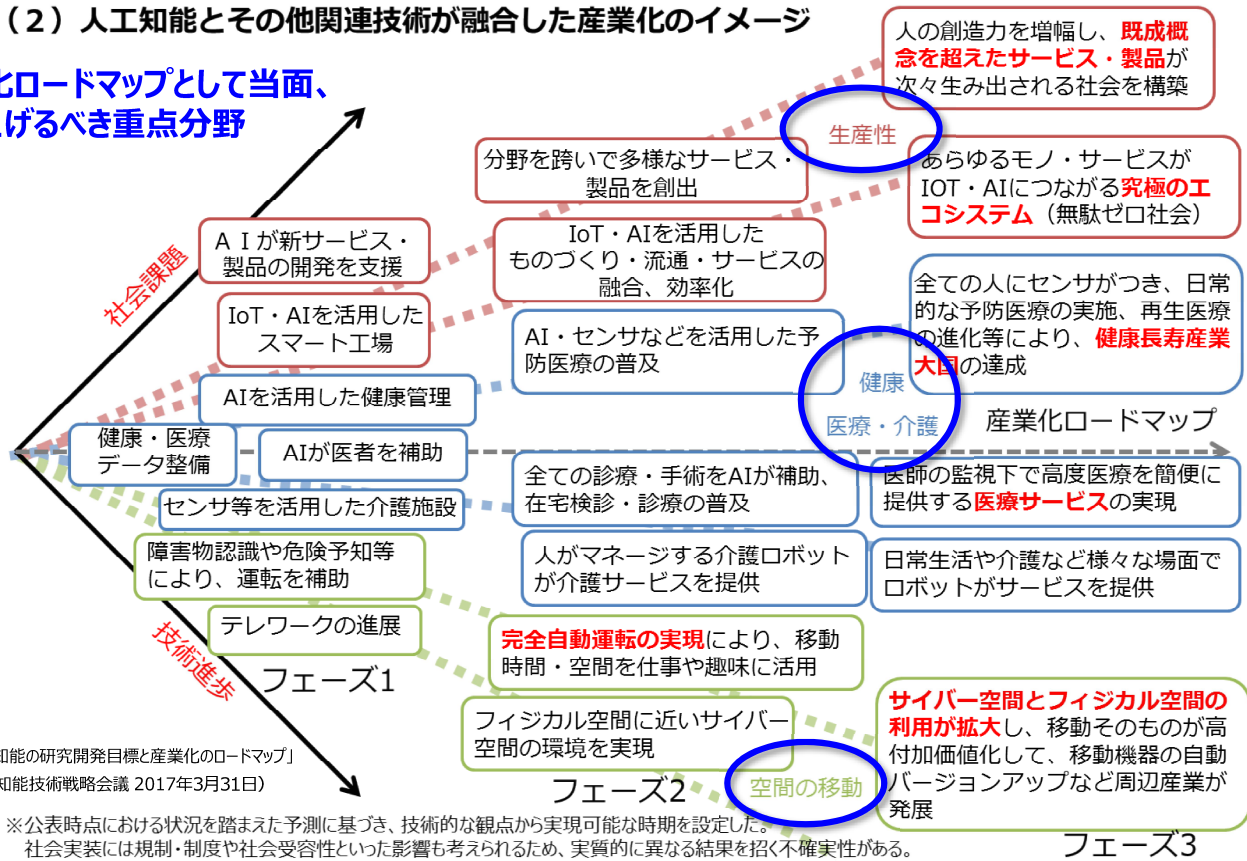 （２）人工知能とその他関連技術が融合した産業化のイメージ
化ロードマップとして当面、
上げるべき重点分野
人の創造力を増幅し、既成概
念を超えたサービス・製品が
次々生み出される社会を構築
生産性
分野を跨いで多様なサービス・
製品を創出
あらゆるモノ・サービスが
IOT・AIにつながる究極のエ
コシステム（無駄ゼロ社会）
社会課題
ＡＩが新サービス・
製品の開発を支援
IoT・AIを活用した
ものづくり・流通・サービスの
融合、効率化
IoT・AIを活用した
スマート工場
AI・センサなどを活用した予
防医療の普及
全ての人にセンサがつき、日常
的な予防医療の実施、再生医療
の進化等により、健康長寿産業
大国の達成
健康
医療・介護
AIを活用した健康管理
産業化ロードマップ
健康・医療
データ整備
AIが医者を補助
センサ等を活用した介護施設
全ての診療・手術をAIが補助、
在宅検診・診療の普及
医師の監視下で高度医療を簡便に
提供する医療サービスの実現
障害物認識や危険予知等
により、運転を補助
人がマネージする介護ロボット
が介護サービスを提供
日常生活や介護など様々な場面で
ロボットがサービスを提供
テレワークの進展
技術進歩
フェーズ1
完全自動運転の実現により、移動
時間・空間を仕事や趣味に活用
フィジカル空間に近いサイバー
空間の環境を実現
フェーズ2
空間の移動
サイバー空間とフィジカル空間の
利用が拡大し、移動そのものが高
付加価値化して、移動機器の自動
バージョンアップなど周辺産業が
発展
フェーズ3
知能の研究開発目標と産業化のロードマップ」
知能技術戦略会議 2017年3月31日）
※公表時点における状況を踏まえた予測に基づき、技術的な観点から実現可能な時期を設定した。
社会実装には規制・制度や社会受容性といった影響も考えられるため、実質的に異なる結果を招く不確実性がある。